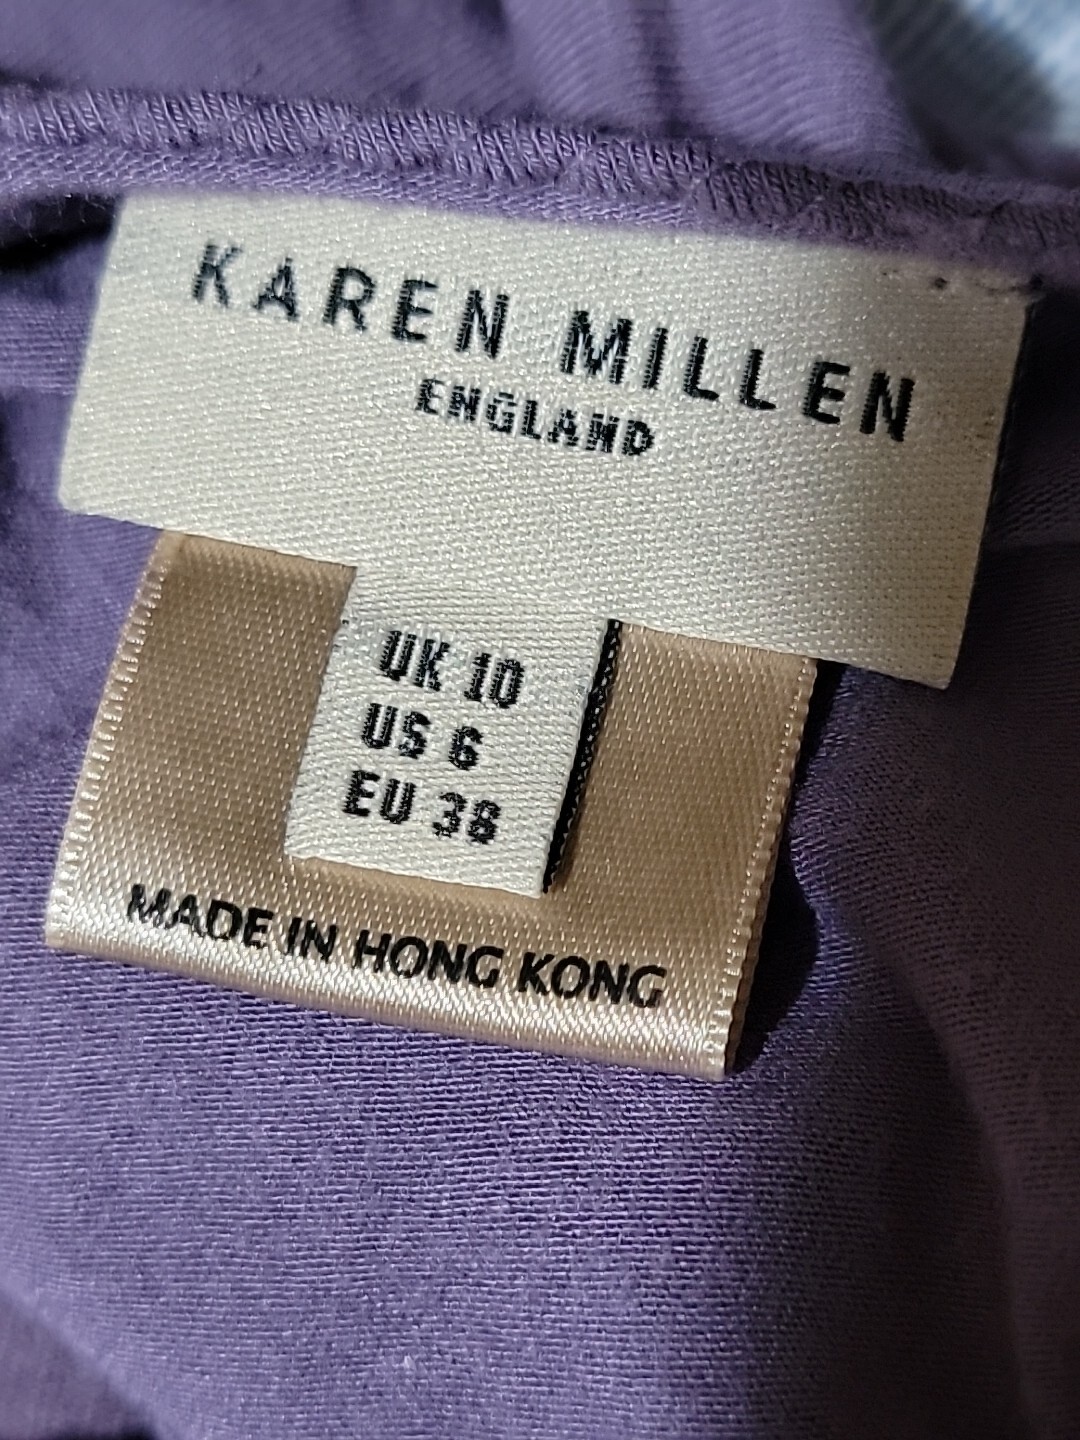 KAREN MILLEN
ENGLAND
UK 10
US 6
EU 38
MADE IN HONG KONG